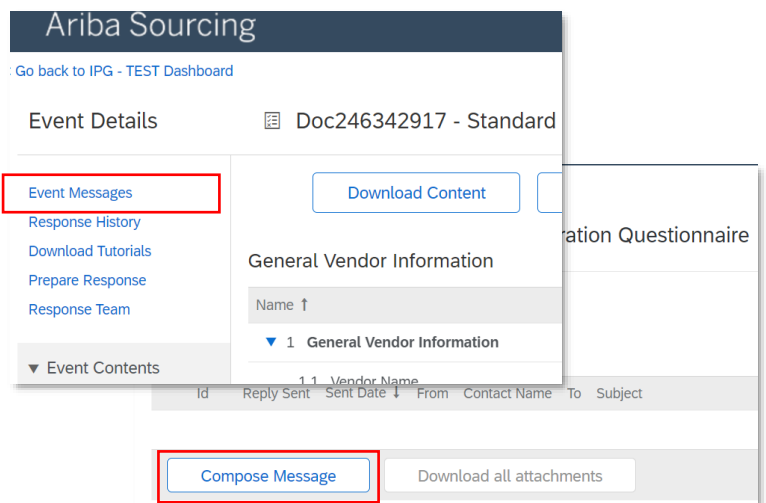 Ariba Sourcing
Go back to IPG - TEST Dashboard
Event Details
Doc246342917 - Standard
Event Messages
Response History
Download Tutorials
Prepare Response
Response Team
Event Contents
Download Content
General Vendor Information
Name ↑
1 General Vendor Information
1.1 Vendor Name
ration Questionnaire
Id Reply Sent Sent Date ↓ From Contact Name To Subject
Compose Message Download all attachments